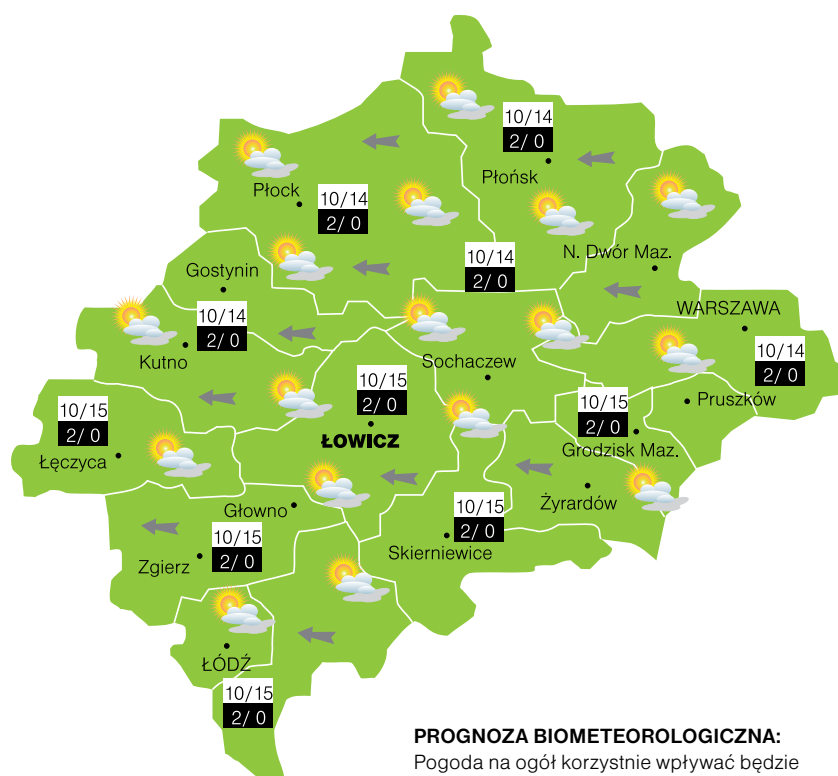 10/14
2/ 0
Płońsk
Płock
10/14
2/ 0
N. Dwór Maz.
10/14
2/ 0
Gostynin
WARSZAWA
10/14
2/ 0
Kutno
10/14
2/ 0
Sochaczew
10/15
2/ 0
ŁOWICZ
10/15
2/ 0
Grodzisk Maz.
Pruszków
10/15
2/ 0
Łęczyca
Głowno
Żyrardów
10/15
2/ 0
Skierniewice
10/15
2/ 0
Zgierz
ŁÓDŹ
10/15
2/ 0
PROGNOZA BIOMETEOROLOGICZNA:
Pogoda na ogół korzystnie wpływać będzie